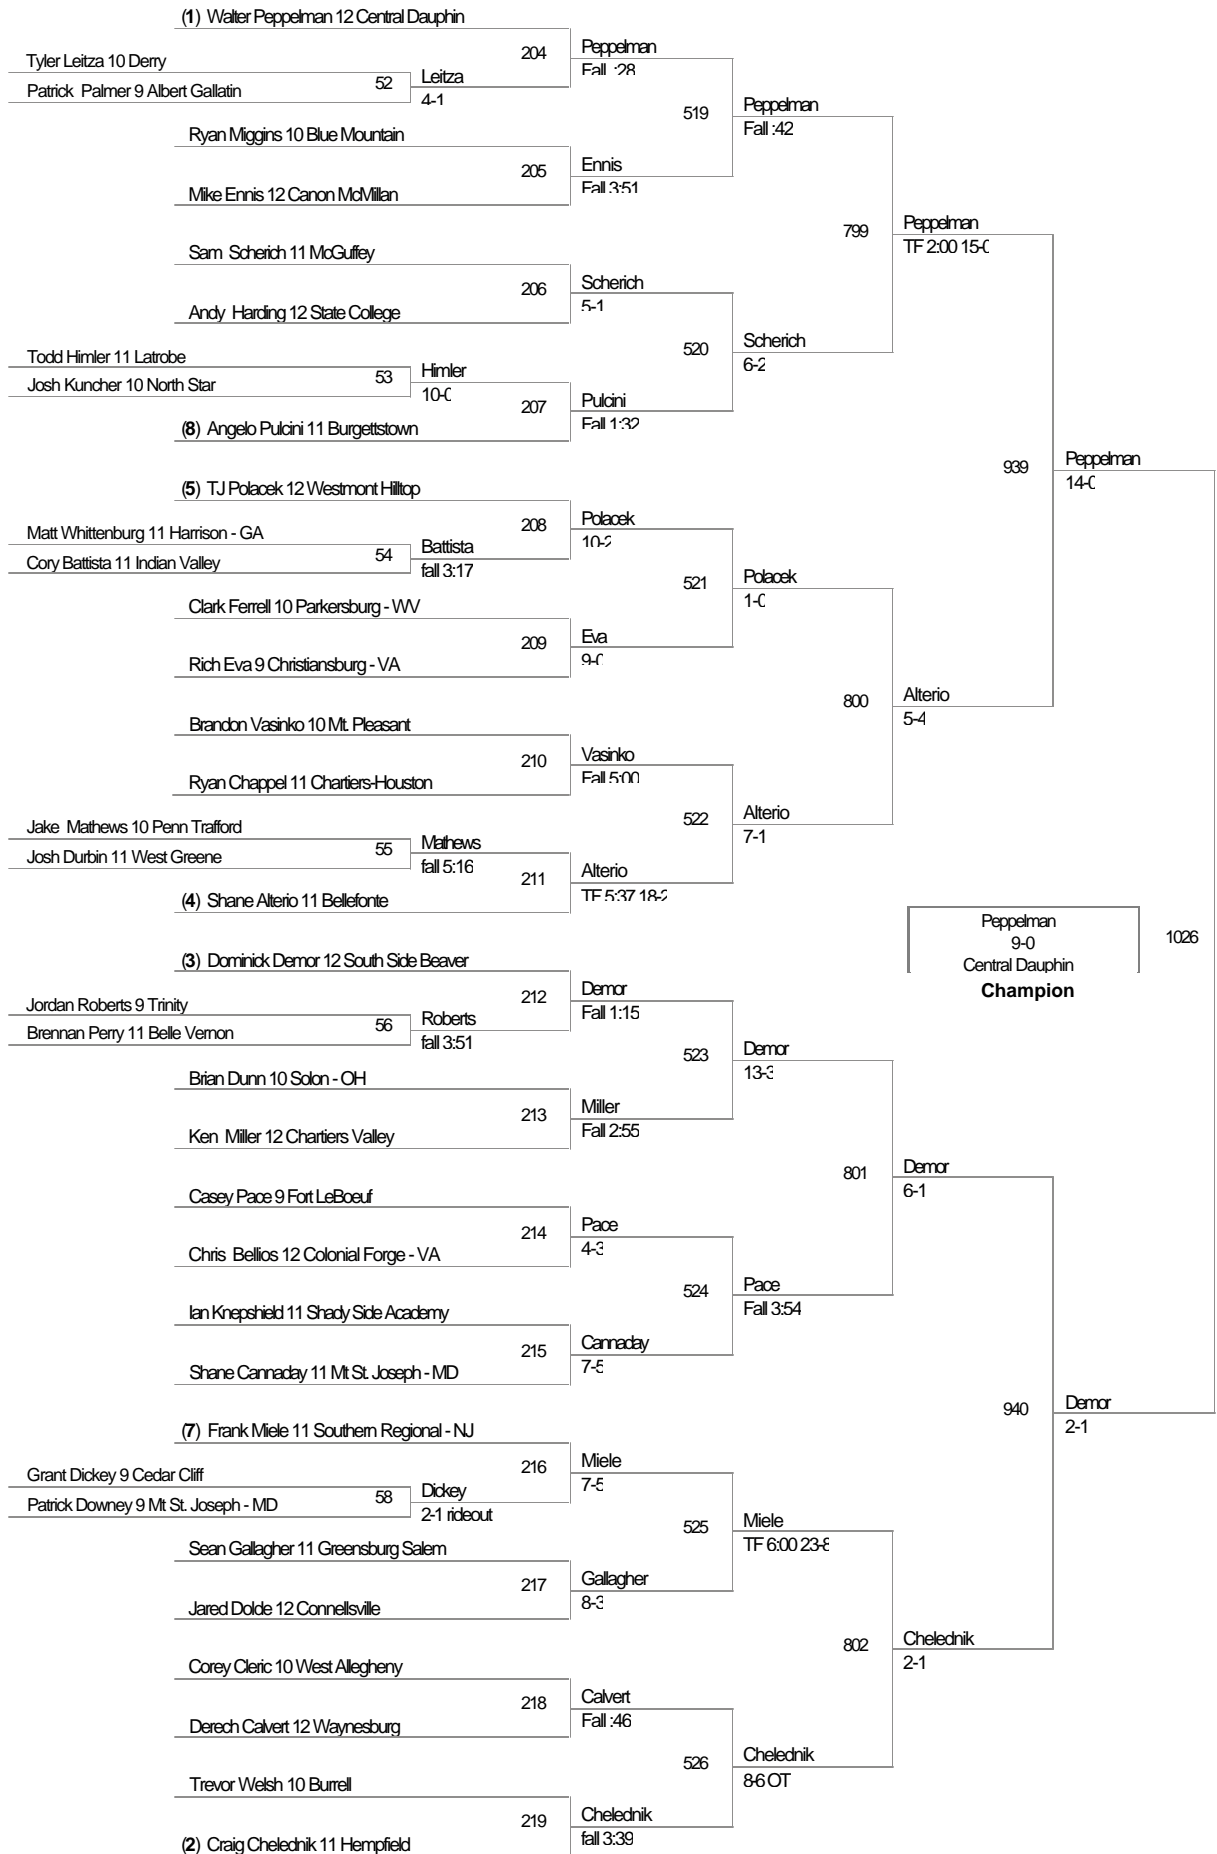 (1) Walter Peppelman 12 Central Dauphin
204
Peppelman
Fall :28
Tyler Leitza 10 Derry
52
Leitza
4-1
Patrick Palmer 9 Albert Gallatin
519
Peppelman
Fall :42
Ryan Miggins 10 Blue Mountain
205
Ennis
Fall 3:51
Mike Ennis 12 Canon McMillan
799
Peppelman
TF 2:00 15-0
Sam Scherich 11 McGuffey
206
Scherich
5-1
Andy Harding 12 State College
520
Scherich
6-2
Todd Himler 11 Latrobe
53
Himler
10-0
Josh Kuncher 10 North Star
207
Pulcini
Fall 1:32
(8) Angelo Pulcini 11 Burgettstown
939
Peppelman
14-0
(5) TJ Polacek 12 Westmont Hilltop
208
Polacek
10-2
Matt Whittenburg 11 Harrison - GA
54
Battista
fall 3:17
Cory Battista 11 Indian Valley
521
Polacek
1-0
Clark Ferrell 10 Parkersburg - WV
209
Eva
9-0
Rich Eva 9 Christiansburg - VA
800
Alterio
5-4
Brandon Vasinko 10 Mt. Pleasant
210
Vasinko
Fall 5:00
Ryan Chappel 11 Chartiers-Houston
522
Alterio
7-1
Jake Mathews 10 Penn Trafford
55
Mathews
fall 5:16
Josh Durbin 11 West Greene
211
Alterio
TF 5:37 18-2
(4) Shane Alterio 11 Bellefonte
Peppelman
9-0
Central Dauphin
Champion
1026
(3) Dominick Demor 12 South Side Beaver
212
Demor
Fall 1:15
Jordan Roberts 9 Trinity
56
Roberts
fall 3:51
Brennan Perry 11 Belle Vernon
523
Demor
13-3
Brian Dunn 10 Solon - OH
213
Miller
Fall 2:55
Ken Miller 12 Chartiers Valley
801
Demor
6-1
Casey Pace 9 Fort LeBoeuf
214
Pace
4-3
Chris Bellios 12 Colonial Forge - VA
524
Pace
Fall 3:54
Ian Knepshield 11 Shady Side Academy
215
Cannaday
7-5
Shane Cannaday 11 Mt St. Joseph - MD
940
Demor
2-1
(7) Frank Miele 11 Southern Regional - NJ
216
Miele
7-5
Grant Dickey 9 Cedar Cliff
58
Dickey
2-1 rideout
Patrick Downey 9 Mt St. Joseph - MD
525
Miele
TF 6:00 23-8
Sean Gallagher 11 Greensburg Salem
217
Gallagher
8-3
Jared Dolde 12 Connellsville
802
Chelednik
2-1
Corey Cleric 10 West Allegheny
218
Calvert
Fall :46
Derech Calvert 12 Waynesburg
526
Chelednik
8-6 OT
Trevor Welsh 10 Burrell
219
Chelednik
fall 3:39
(2) Craig Chelednik 11 Hempfield